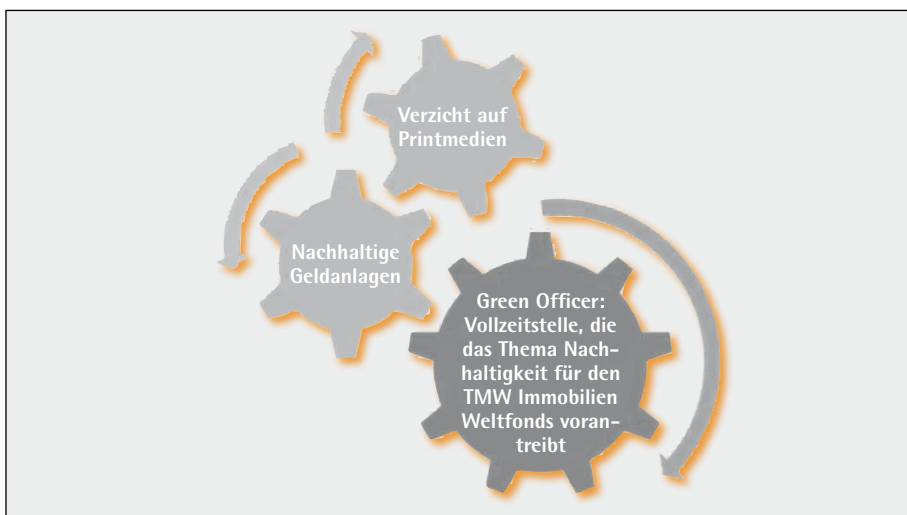 Verzicht auf
Printmedien
Nachhaltige
Geldanlagen
Green Officer:
Vollzeitstelle, die
das Thema Nach-
haltigkeit für den
TMW Immobilien
Weltfonds voran-
treibt